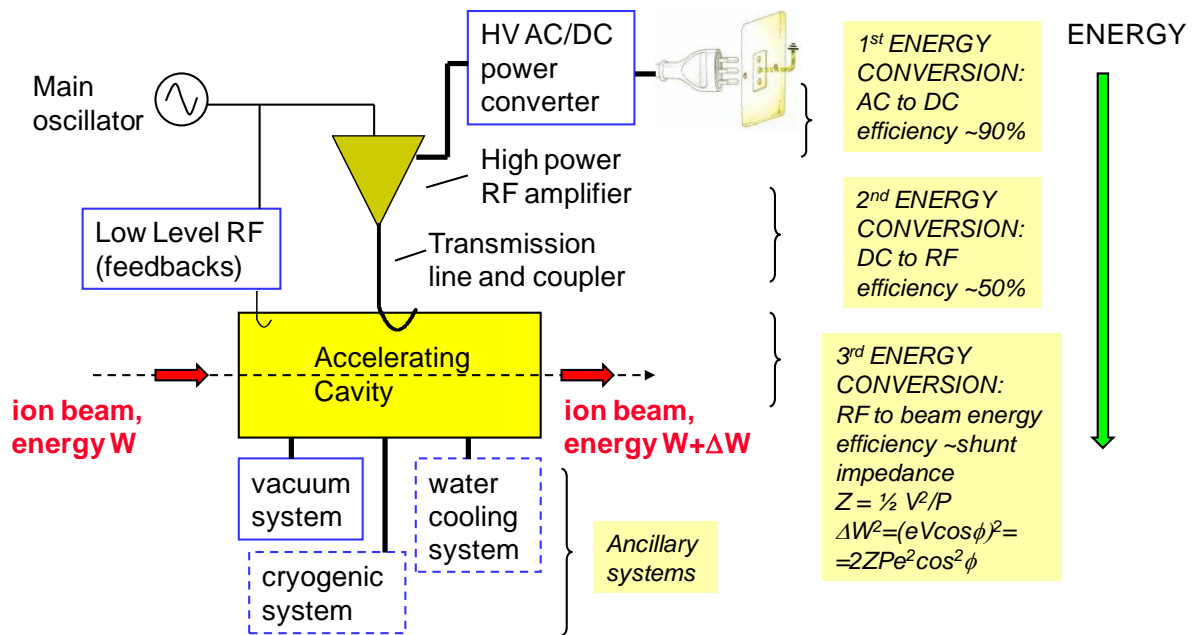 HV AC/DC
power
converter
Main
oscillator
High power
RF amplifier
Low Level RF
(feedbacks)
Transmission
line and coupler
Accelerating
Cavity
ion beam,
energy W
ion beam,
energy W+ΔW
vacuum
system
water
cooling
system
cryogenic
system
Ancillary
systems
1st ENERGY
CONVERSION:
AC to DC
efficiency ~90%
2nd ENERGY
CONVERSION:
DC to RF
efficiency ~50%
3rd ENERGY
CONVERSION:
RF to beam energy
efficiency ~shunt
impedance
Z = ½ V²/P
ΔW²=(eVcosϕ)²=
=2ZPe²cos²ϕ
ENERGY